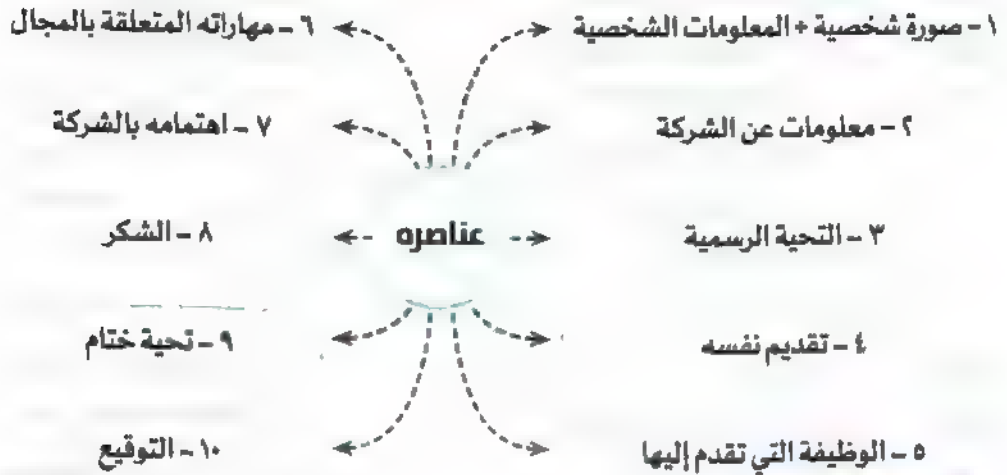 ١ - صورة شخصية + المعلومات الشخصية
٢ - معلومات عن الشركة
٣ - التحية الرسمية
٤ - تقديم نفسه
٥ - الوظيفة التي تقدم إليها
عناصره
٦ - مهاراته المتعلقة بالمجال
٧ - اهتمامه بالشركة
٨ - الشكر
٩ - تحية ختام
١٠ - التوقيع